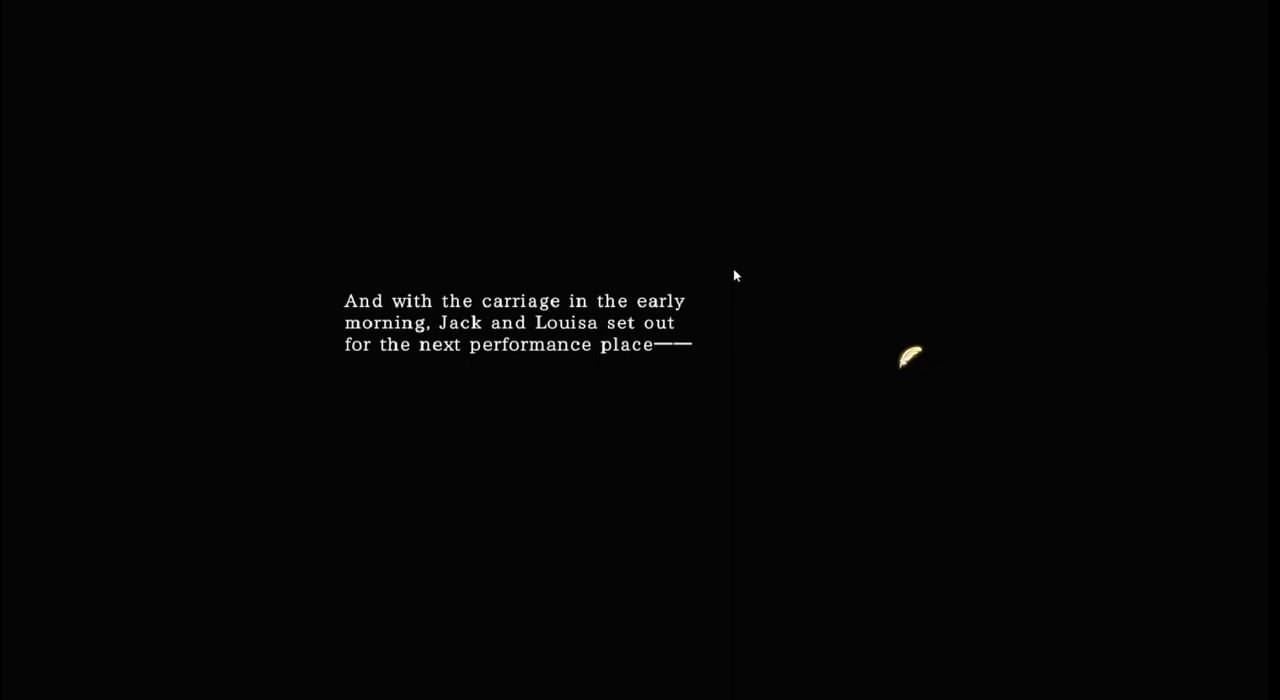 And with the carriage in the early
morning, Jack and Louisa set out
for the next performance place――